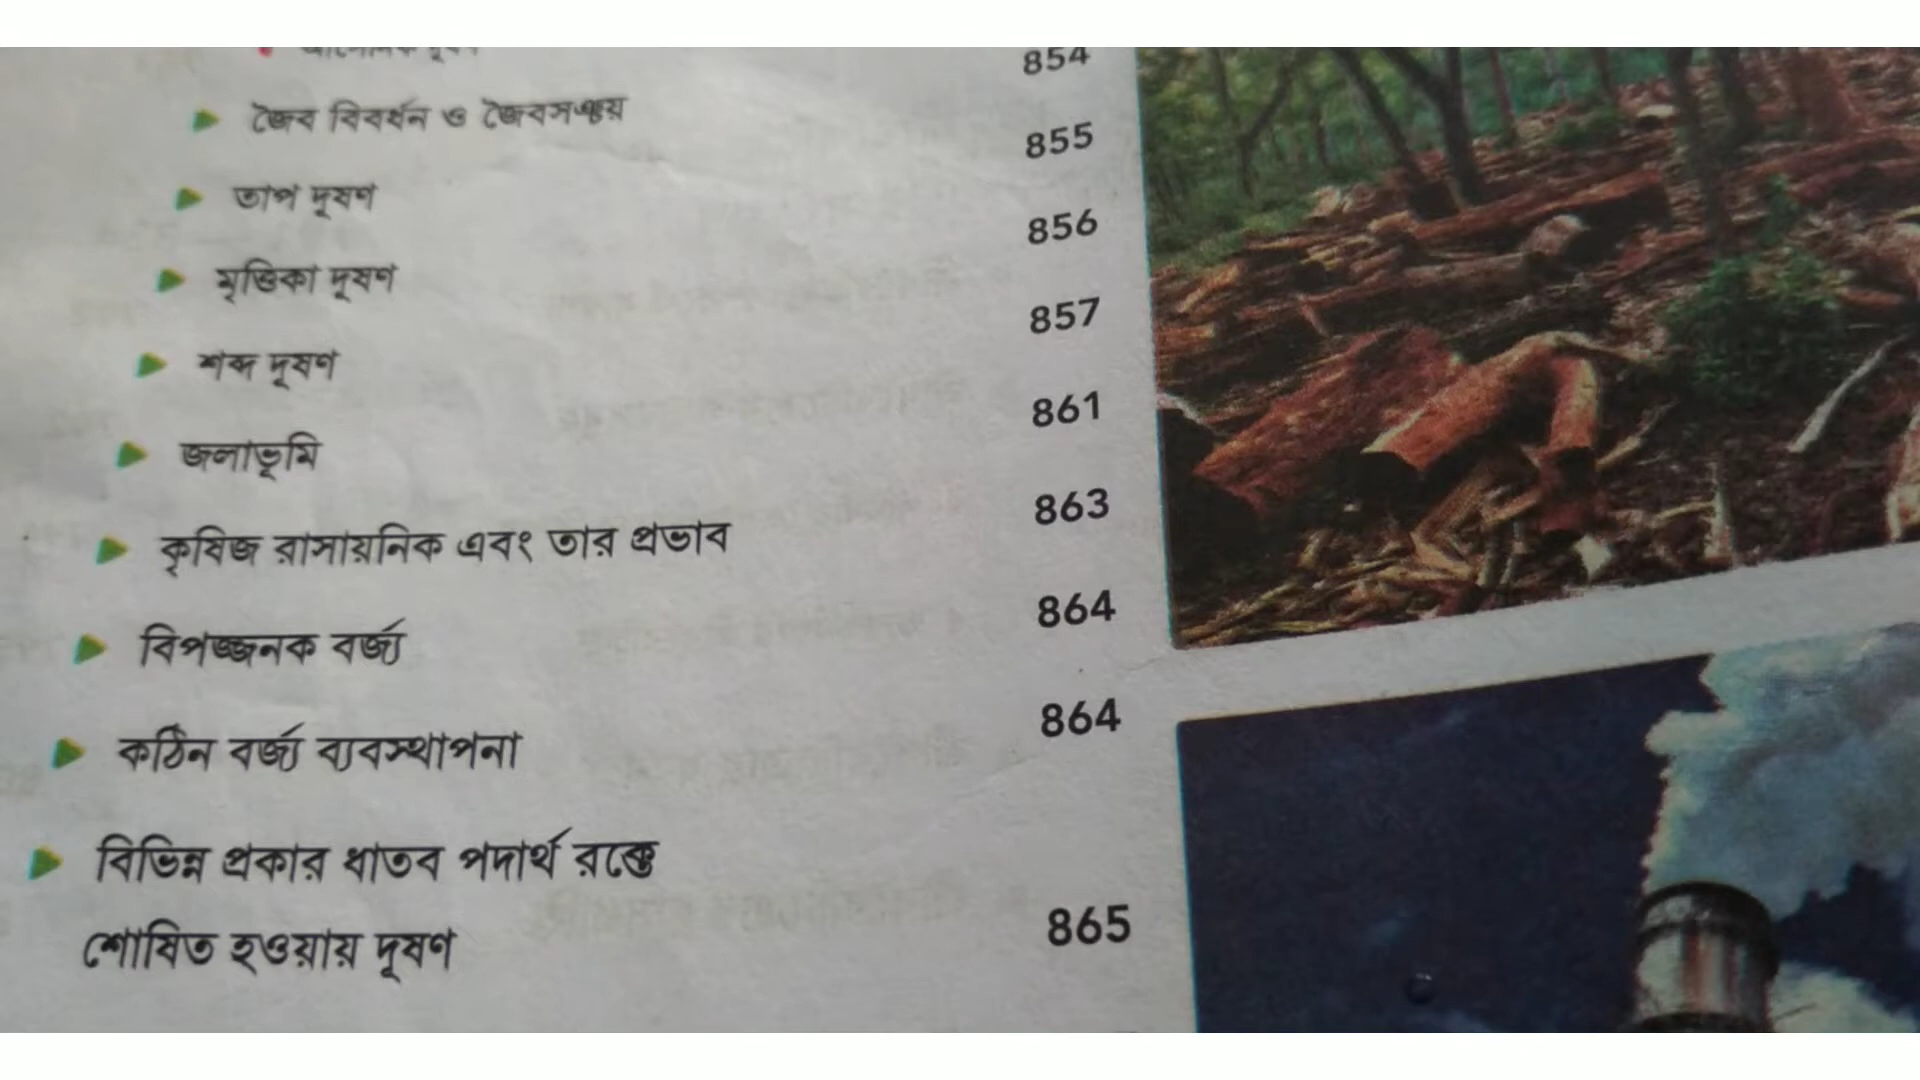 জৈব বিবর্ধন ও জৈবসঞ্চয় 854
তাপ দূষণ 855
মৃত্তিকা দূষণ 856
শব্দ দূষণ 857
জলাভূমি 861
কৃষিজ রাসায়নিক এবং তার প্রভাব 863
বিপজ্জনক বর্জ্য 864
কঠিন বর্জ্য ব্যবস্থাপনা 864
বিভিন্ন প্রকার ধাতব পদার্থ রক্তে
শোষিত হওয়ায় দূষণ 865